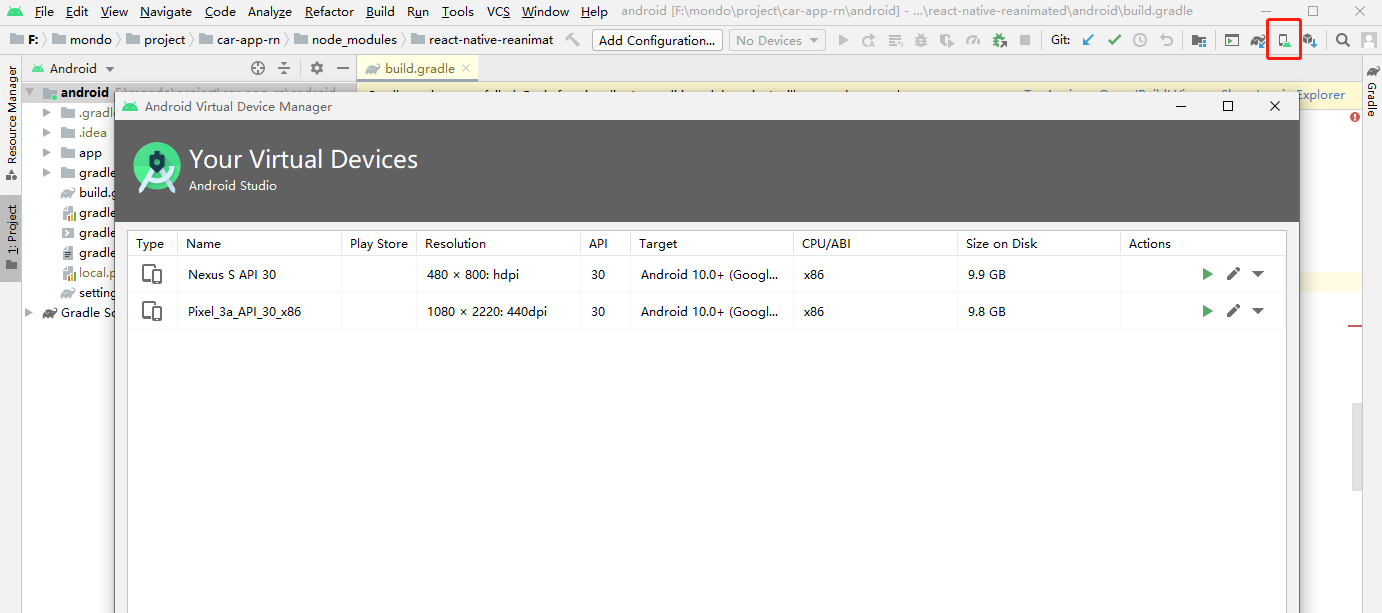 File Edit View Navigate Code Analyze Refactor Build Run Tools VCS Window Help android [F:\mondo\project\car-app-rn\android] - ...\react-native-reanimated\android\build.gradle
F: mondo project car-app-rn node_modules react-native-reanimat Add Configuration... No Devices Git:
Resource Manager
1: Project
Android
build.gradle
Gradle
android
Explorer
.gradl
.idea
app
gradle
build.g
gradle
gradle
gradle
local.p
setting
Gradle Sc
Android Virtual Device Manager
Your Virtual Devices
Android Studio
Type Name Play Store Resolution API Target CPU/ABI Size on Disk Actions
Nexus S API 30 480 × 800: hdpi 30 Android 10.0+ (Googl... x86 9.9 GB
Pixel_3a_API_30_x86 1080 × 2220: 440dpi 30 Android 10.0+ (Googl... x86 9.8 GB